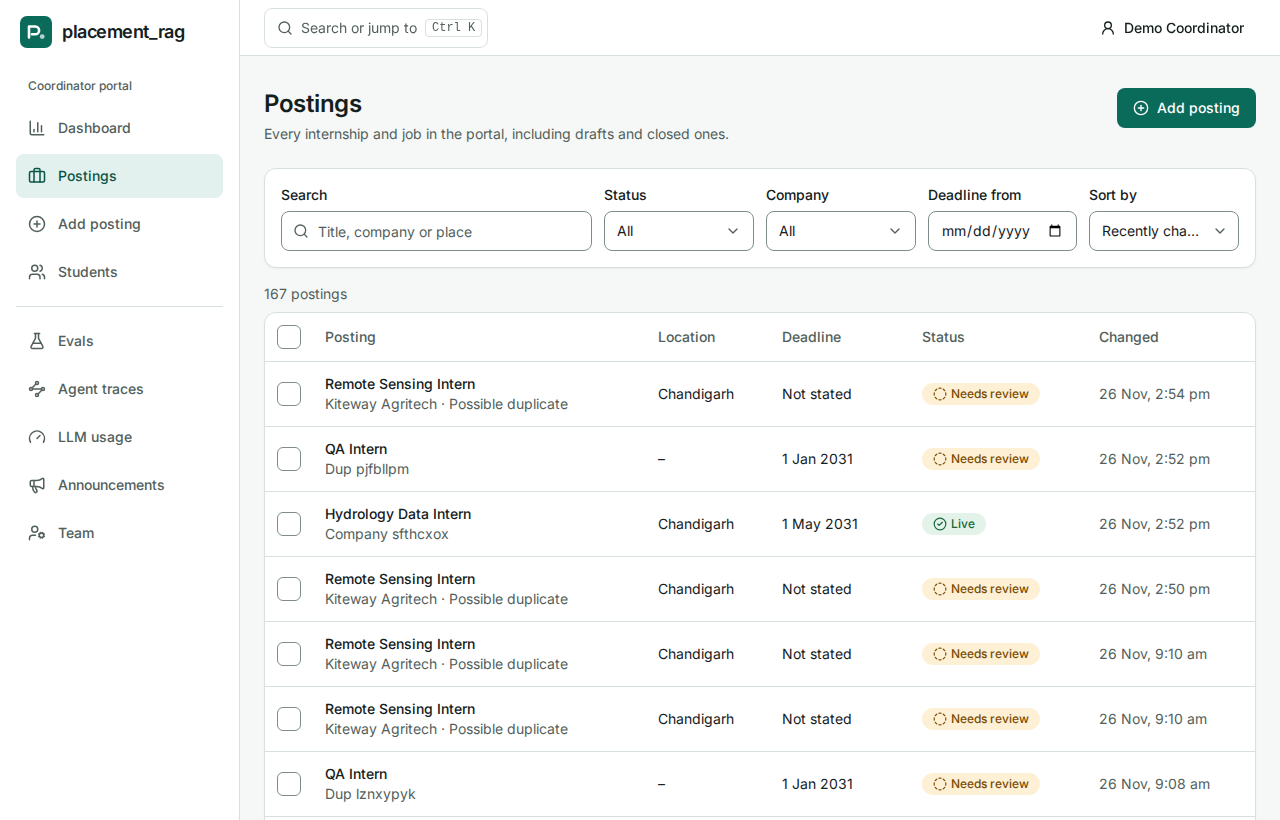 placement_rag
Search or jump to Ctrl K
Demo Coordinator
Coordinator portal
Dashboard
Postings
Add posting
Students
Evals
Agent traces
LLM usage
Announcements
Team
Postings
Every internship and job in the portal, including drafts and closed ones.
Add posting
Search Status Company Deadline from Sort by
Title, company or place All All mm/dd/yyyy Recently cha...
167 postings
Posting Location Deadline Status Changed
Remote Sensing Intern
Kiteway Agritech · Possible duplicate
Chandigarh Not stated Needs review 26 Nov, 2:54 pm
QA Intern
Dup pjfbllpm
– 1 Jan 2031 Needs review 26 Nov, 2:52 pm
Hydrology Data Intern
Company sfthcxox
Chandigarh 1 May 2031 Live 26 Nov, 2:52 pm
Remote Sensing Intern
Kiteway Agritech · Possible duplicate
Chandigarh Not stated Needs review 26 Nov, 2:50 pm
Remote Sensing Intern
Kiteway Agritech · Possible duplicate
Chandigarh Not stated Needs review 26 Nov, 9:10 am
Remote Sensing Intern
Kiteway Agritech · Possible duplicate
Chandigarh Not stated Needs review 26 Nov, 9:10 am
QA Intern
Dup lznxypyk
– 1 Jan 2031 Needs review 26 Nov, 9:08 am